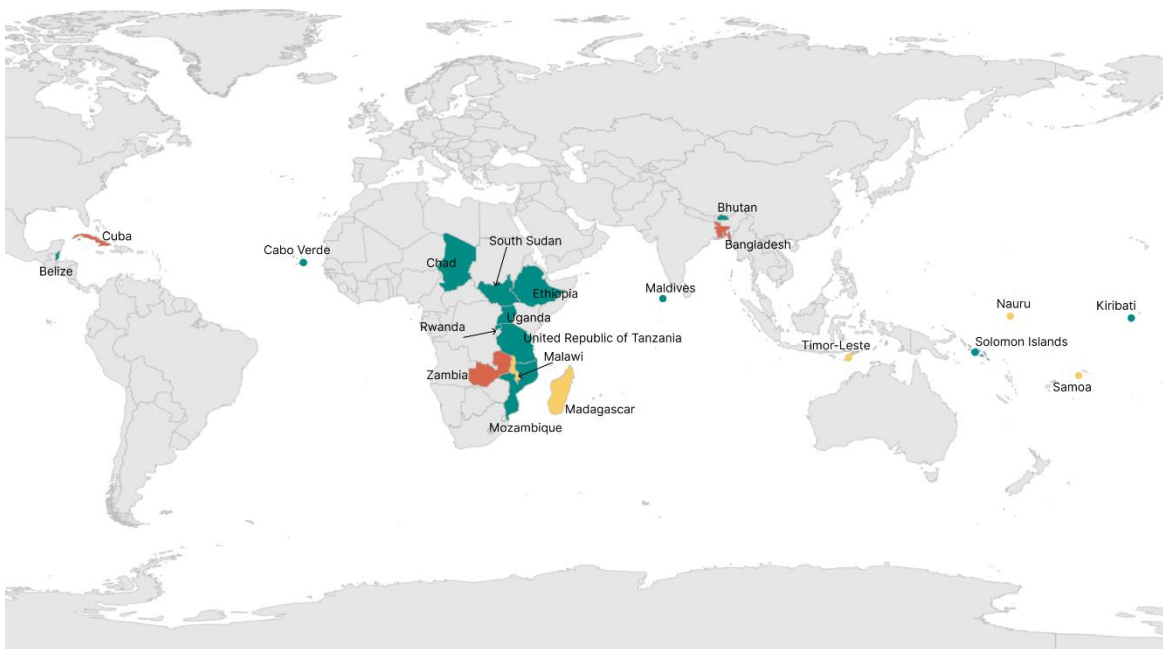 Bhutan
Cuba
South Sudan
Bangladesh
Cabo Verde
Chad
Belize
Maldives
Ethiopia
Nauru
Kiribati
Uganda
Rwanda
United Republic of Tanzania
Timor-Leste
Solomon Islands
Malawi
Zambia
Samoa
Madagascar
Mozambique